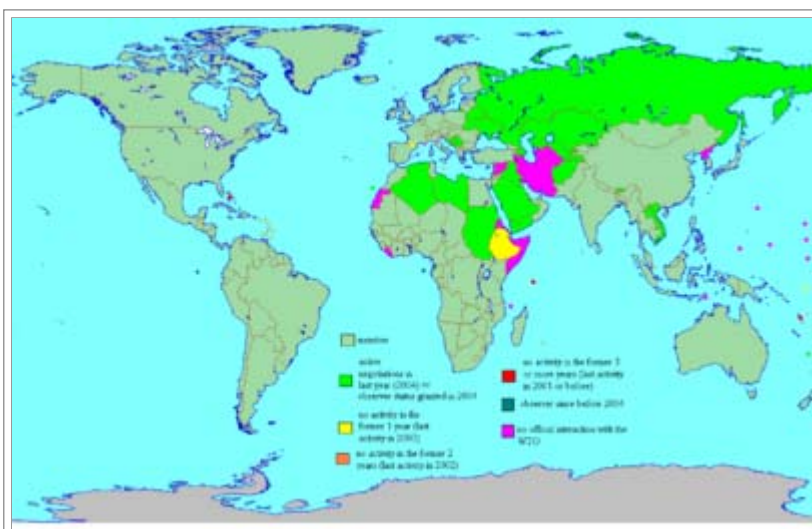 member
active
negotiations in
last year (2004) or
observer status granted in 2004
no activity in the
former 1 year (last
activity in 2003)
no activity in the former 2
years (last activity in 2002)
no activity in the former 3
or more years (last activity
in 2001 or before)
observer since before 2004
no official interaction with the
WTO